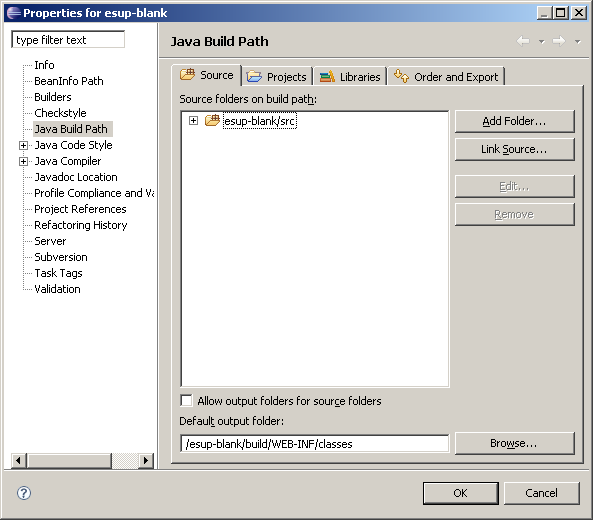 Properties for esup-blank
type filter text
Info
BeanInfo Path
Builders
Checkstyle
Java Build Path
Java Code Style
Java Compiler
Javadoc Location
Profile Compliance and Va
Project References
Refactoring History
Server
Subversion
Task Tags
Validation
Java Build Path
Source Projects Libraries Order and Export
Source folders on build path:
esup-blank/src
Add Folder...
Link Source...
Edit...
Remove
Allow output folders for source folders
Default output folder:
/esup-blank/build/WEB-INF/classes
Browse...
OK Cancel